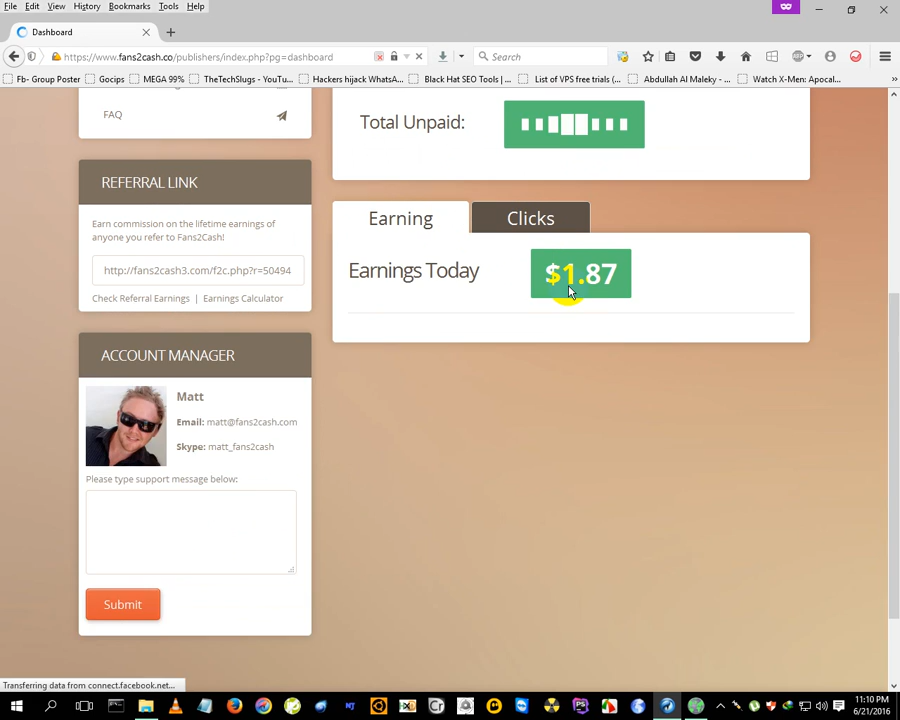 File Edit View History Bookmarks Tools Help
Dashboard
https://www.fans2cash.co/publishers/index.php?pg=dashboard
Search
Fb- Group Poster
Gocips
MEGA 99%
TheTechSlugs - YouTu...
Hackers hijack WhatsA...
Black Hat SEO Tools | ...
List of VPS free trials (...
Abdullah Al Maleky - ...
Watch X-Men: Apocal...
FAQ
Total Unpaid:
REFERRAL LINK
Earn commission on the lifetime earnings of
anyone you refer to Fans2Cash!
http://fans2cash3.com/f2c.php?r=50494
Check Referral Earnings | Earnings Calculator
Earning
Clicks
Earnings Today
$1.87
ACCOUNT MANAGER
Matt
Email: matt@fans2cash.com
Skype: matt_fans2cash
Please type support message below:
Submit
Transferring data from connect.facebook.net...
11:10 PM
6/21/2016